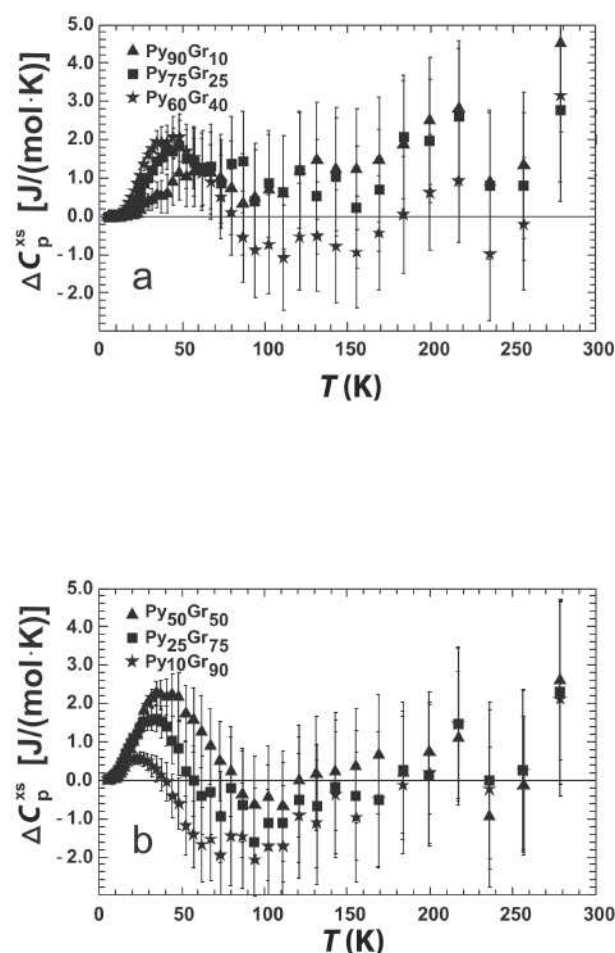 5.0
4.0
3.0
2.0
1.0
0.0
-1.0
-2.0
ΔCₚˣˢ [J/(mol·K)]
Py₉₀Gr₁₀
Py₇₅Gr₂₅
Py₆₀Gr₄₀
a
0 50 100 150 200 250 300
T (K)
5.0
4.0
3.0
2.0
1.0
0.0
-1.0
-2.0
ΔCₚˣˢ [J/(mol·K)]
Py₅₀Gr₅₀
Py₂₅Gr₇₅
Py₁₀Gr₉₀
b
0 50 100 150 200 250 300
T (K)